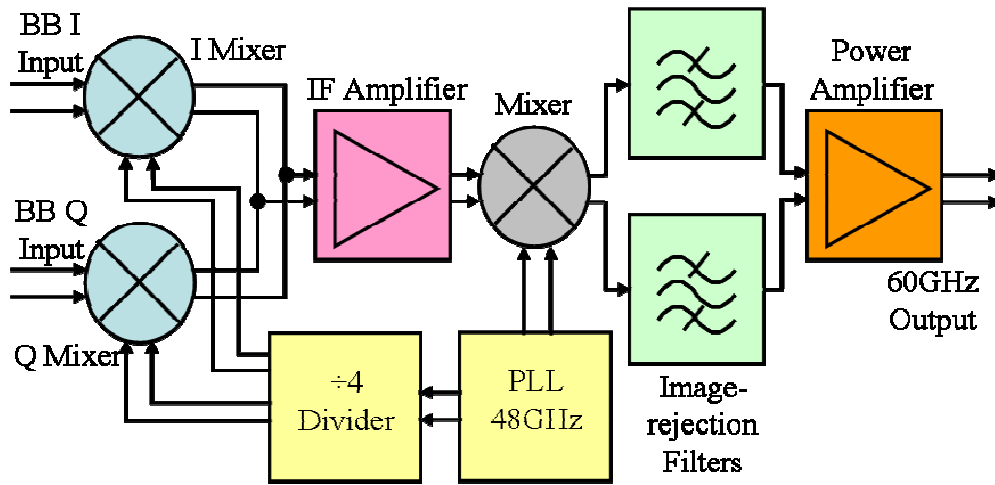 BB I
Input
I Mixer
IF Amplifier
Mixer
Power
Amplifier
BB Q
Input
Q Mixer
÷4
Divider
PLL
48GHz
Image-
rejection
Filters
60GHz
Output